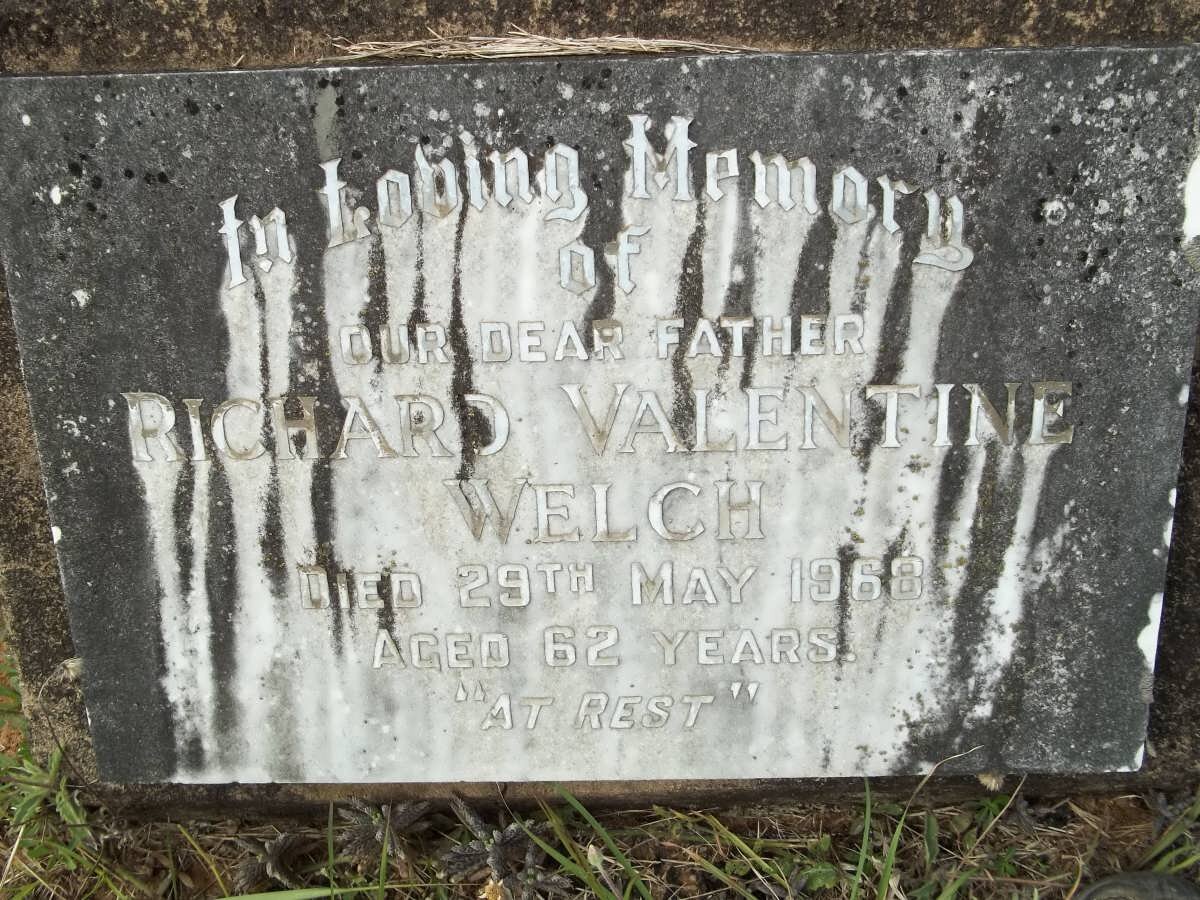 In Loving Memory
of
OUR DEAR FATHER
RICHARD VALENTINE
WELCH
DIED 29TH MAY 1968
AGED 62 YEARS.
"AT REST"